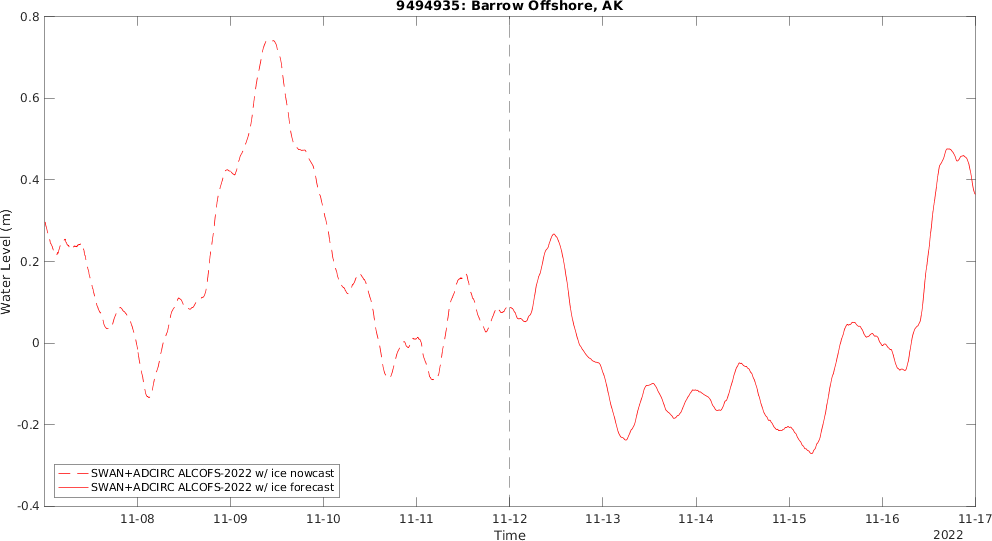 9494935: Barrow Offshore, AK
0.8
0.6
0.4
0.2
0
-0.2
-0.4
Water Level (m)
SWAN+ADCIRC ALCOFS-2022 w/ ice nowcast
SWAN+ADCIRC ALCOFS-2022 w/ ice forecast
11-08 11-09 11-10 11-11 11-12 11-13 11-14 11-15 11-16 11-17
Time
2022